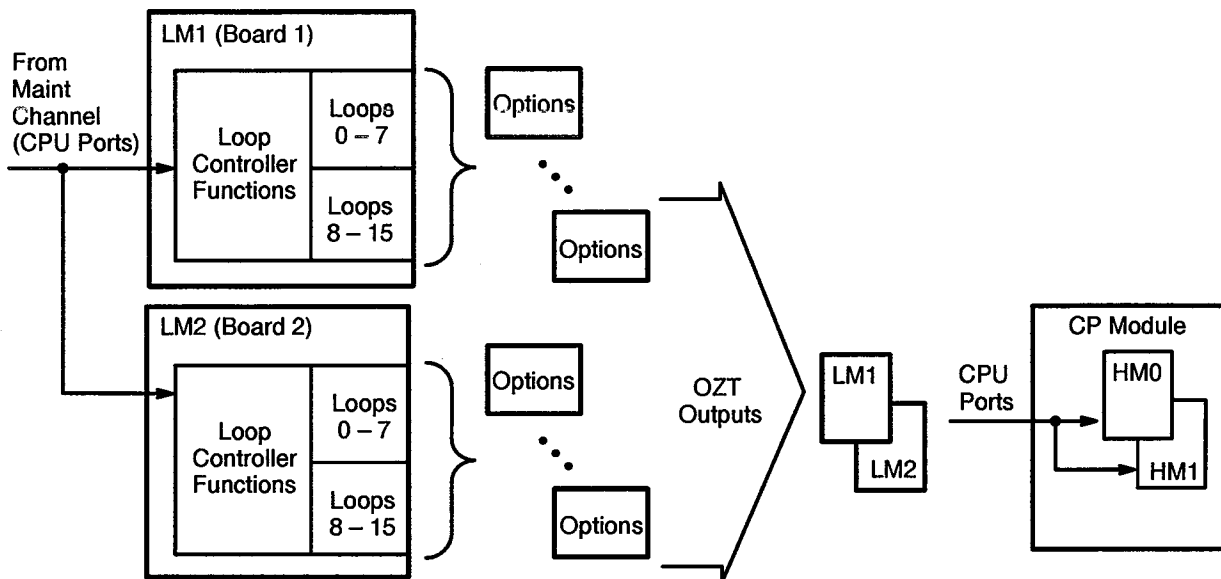 LM1 (Board 1)
From
Maint
Channel
(CPU Ports)
Loop
Controller
Functions
Loops
0 – 7
Loops
8 – 15
Options
Options
LM2 (Board 2)
Loop
Controller
Functions
Loops
0 – 7
Loops
8 – 15
Options
Options
OZT
Outputs
LM1
LM2
CPU
Ports
CP Module
HM0
HM1